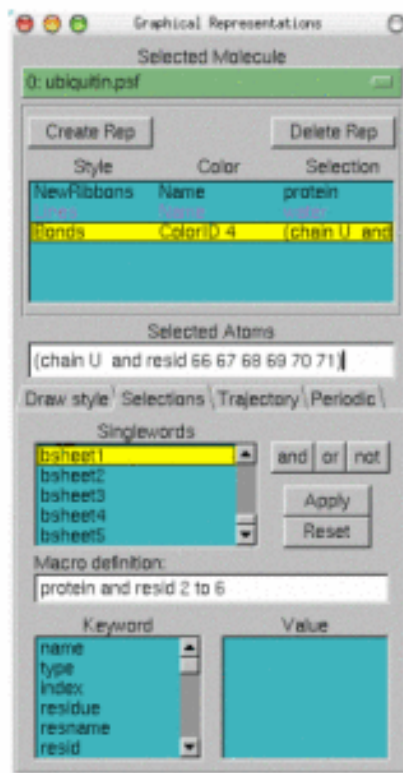 Graphical Representations
Selected Molecule
0: ubiquitin.psf
Create Rep Delete Rep
Style Color Selection
NewRibbons Name protein
Lines Name water
Bonds ColorID 4 (chain U and
Selected Atoms
(chain U and resid 66 67 68 69 70 71)
Draw style Selections Trajectory Periodic
Singlewords
bsheet1 and or not
bsheet2
bsheet3 Apply
bsheet4 Reset
bsheet5
Macro definition:
protein and resid 2 to 6
Keyword Value
name
type
index
residue
resname
resid